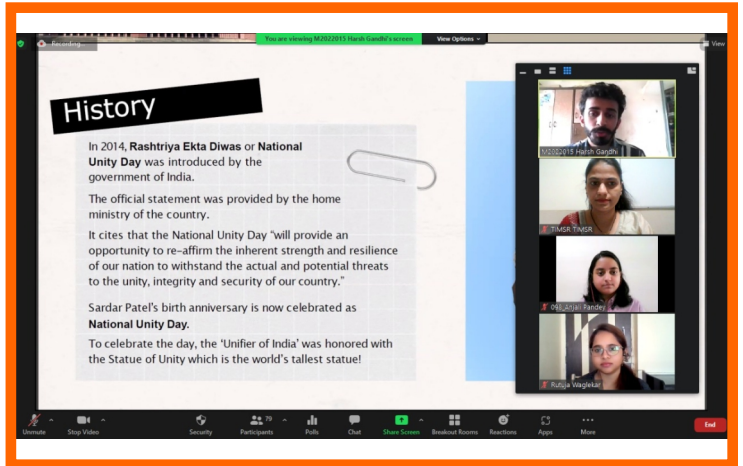 Recording...
You are viewing M2022015 Harsh Gandhi's screen
View Options
View
History
In 2014, Rashtriya Ekta Diwas or National
Unity Day was introduced by the
government of India.
The official statement was provided by the home
ministry of the country.
It cites that the National Unity Day “will provide an
opportunity to re-affirm the inherent strength and resilience
of our nation to withstand the actual and potential threats
to the unity, integrity and security of our country.”
Sardar Patel's birth anniversary is now celebrated as
National Unity Day.
To celebrate the day, the ‘Unifier of India’ was honored with
the Statue of Unity which is the world's tallest statue!
M2022015 Harsh Gandhi
TIMSR TIMSR
098_Anjali Pandey
Rutuja Waglekar
Unmute
Stop Video
Security
79
Participants
Polls
Chat
Share Screen
Breakout Rooms
Reactions
Apps
More
End